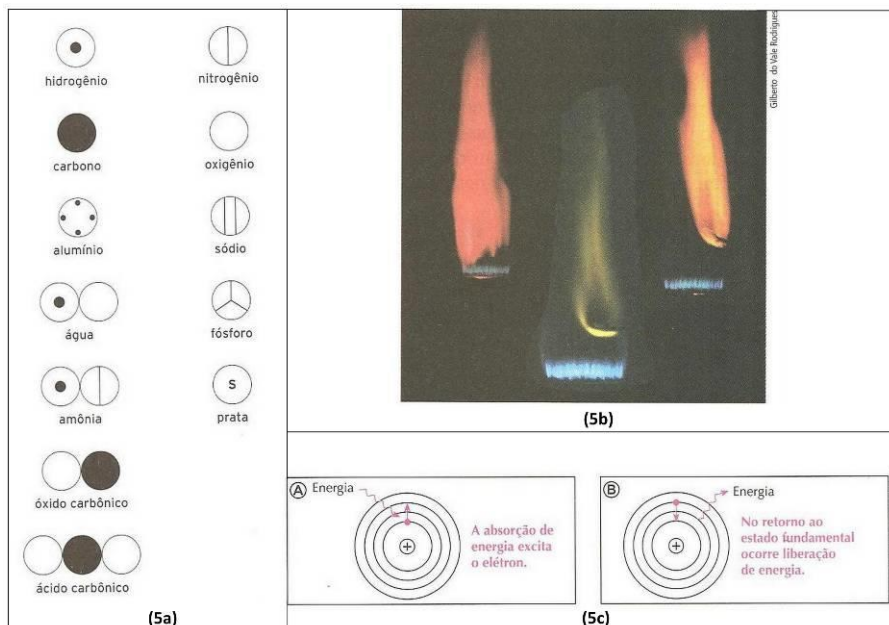 hidrogênio
nitrogênio
carbono
oxigênio
alumínio
sódio
água
fósforo
amônia
S
prata
óxido carbônico
ácido carbônico
(5a)
Gilberto do Vale Rodrigues
(5b)
A
Energia
+
A absorção de
energia excita
o elétron.
B
Energia
+
No retorno ao
estado fundamental
ocorre liberação
de energia.
(5c)